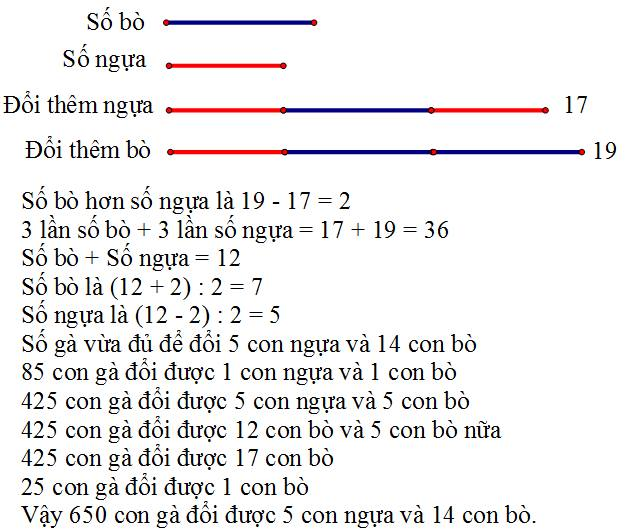 Số bò
Số ngựa
Đổi thêm ngựa 17
Đổi thêm bò 19
Số bò hơn số ngựa là 19 - 17 = 2
3 lần số bò + 3 lần số ngựa = 17 + 19 = 36
Số bò + Số ngựa = 12
Số bò là (12 + 2) : 2 = 7
Số ngựa là (12 - 2) : 2 = 5
Số gà vừa đủ để đổi 5 con ngựa và 14 con bò
85 con gà đổi được 1 con ngựa và 1 con bò
425 con gà đổi được 5 con ngựa và 5 con bò
425 con gà đổi được 12 con bò và 5 con bò nữa
425 con gà đổi được 17 con bò
25 con gà đổi được 1 con bò
Vậy 650 con gà đổi được 5 con ngựa và 14 con bò.